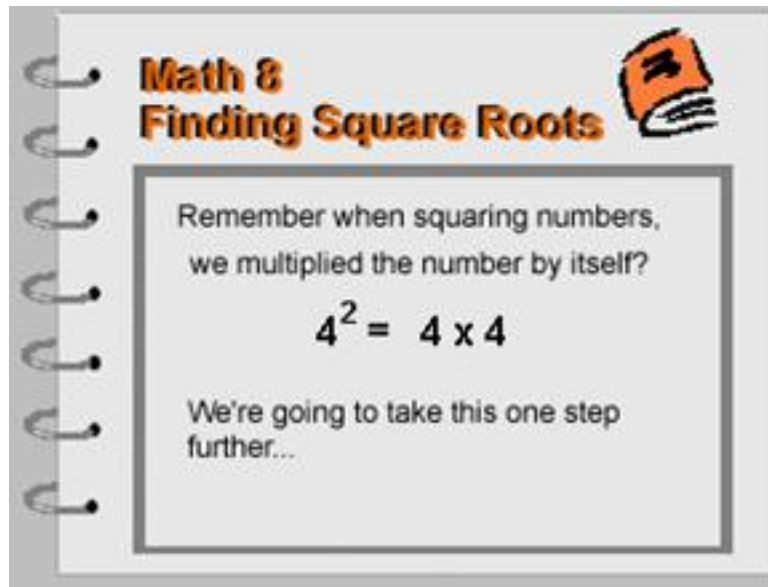 Math 8
Finding Square Roots
Remember when squaring numbers,
we multiplied the number by itself?
4² = 4 x 4
We're going to take this one step
further...